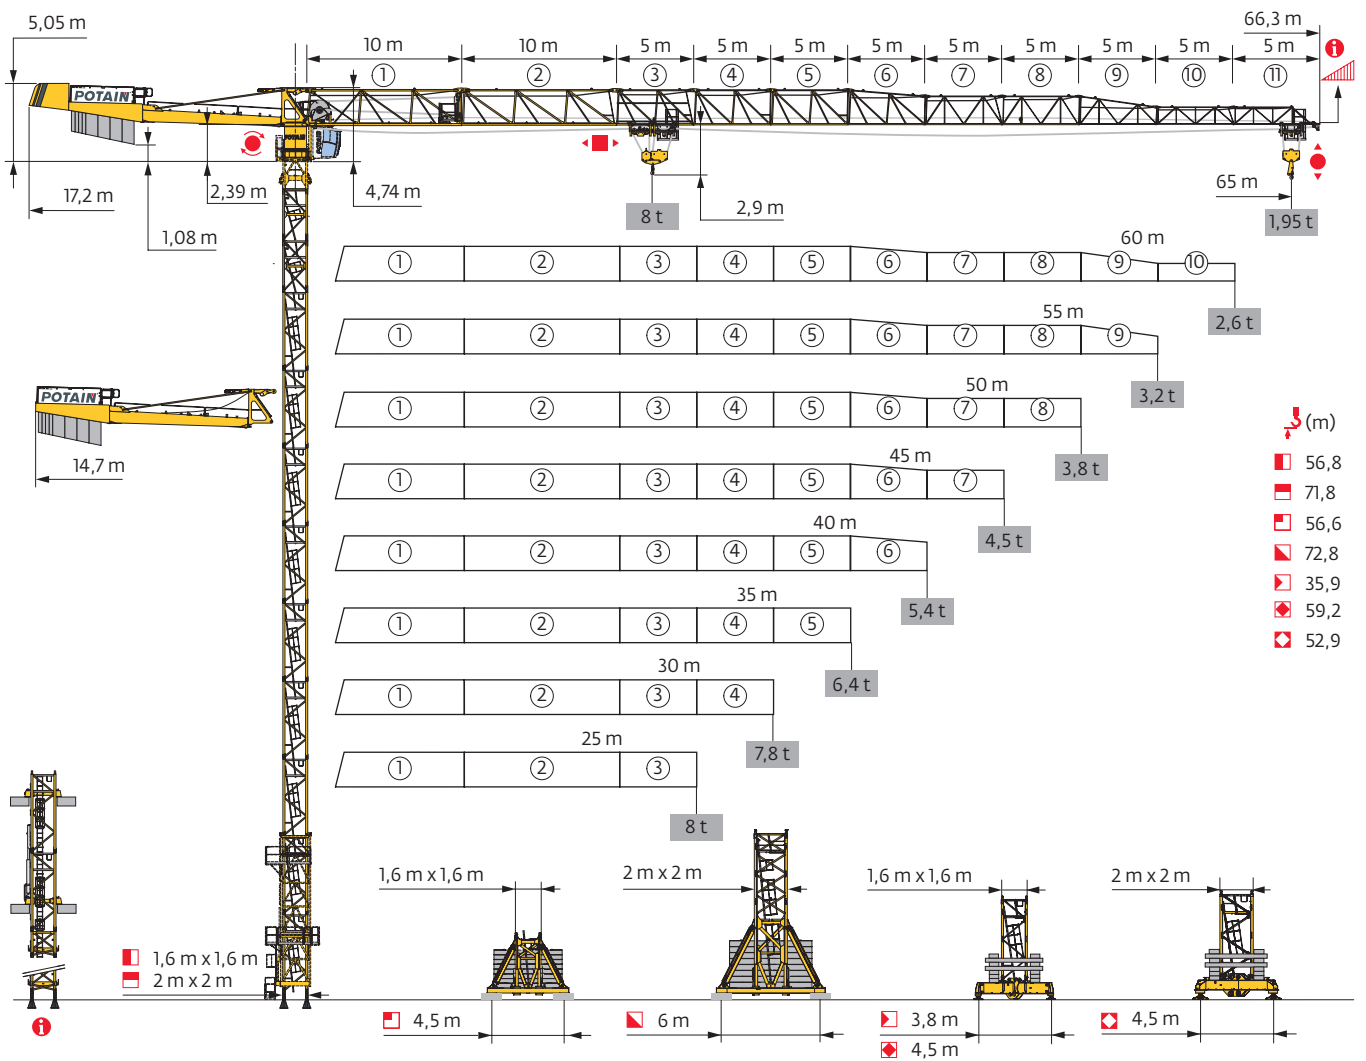 5,05 m
66,3 m
10 m
10 m
5 m
5 m
5 m
5 m
5 m
5 m
5 m
5 m
5 m
1
2
3
4
5
6
7
8
9
10
11
i
POTAIN
POTAIN
17,2 m
1,08 m
2,39 m
4,74 m
8 t
2,9 m
65 m
1,95 t
60 m
1
2
3
4
5
6
7
8
9
10
2,6 t
55 m
1
2
3
4
5
6
7
8
9
3,2 t
50 m
1
2
3
4
5
6
7
8
3,8 t
POTAIN
14,7 m
45 m
1
2
3
4
5
6
7
4,5 t
40 m
1
2
3
4
5
6
5,4 t
35 m
1
2
3
4
5
6,4 t
30 m
1
2
3
4
7,8 t
25 m
1
2
3
8 t
(m)
56,8
71,8
56,6
72,8
35,9
59,2
52,9
1,6 m x 1,6 m
2 m x 2 m
i
1,6 m x 1,6 m
4,5 m
2 m x 2 m
6 m
1,6 m x 1,6 m
3,8 m
4,5 m
2 m x 2 m
4,5 m